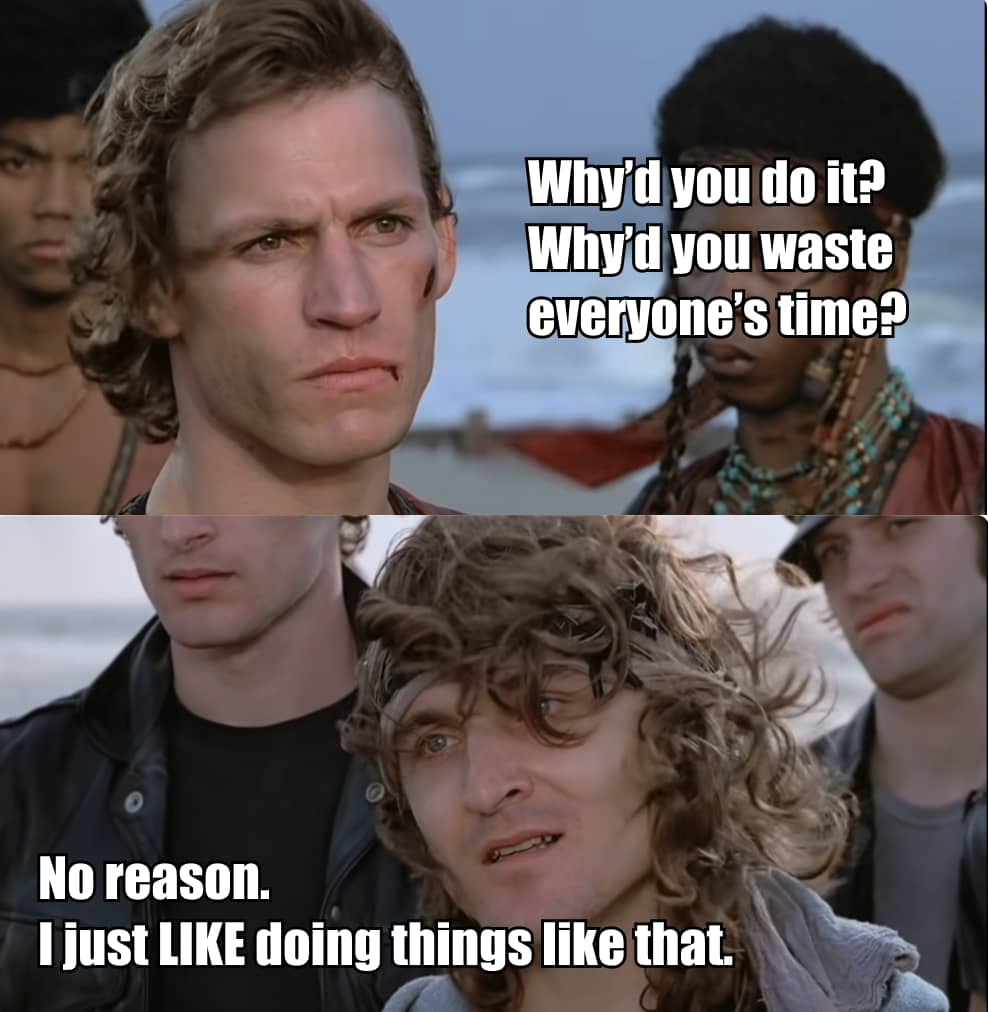 Why’d you do it?
Why’d you waste
everyone’s time?
No reason.
I just LIKE doing things like that.